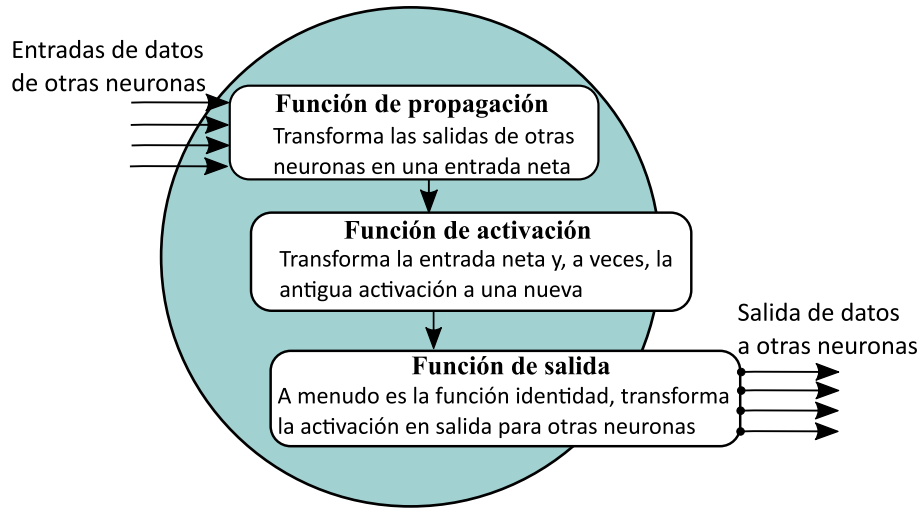 Entradas de datos
de otras neuronas
Función de propagación
Transforma las salidas de otras
neuronas en una entrada neta
Función de activación
Transforma la entrada neta y, a veces, la
antigua activación a una nueva
Función de salida
A menudo es la función identidad, transforma
la activación en salida para otras neuronas
Salida de datos
a otras neuronas